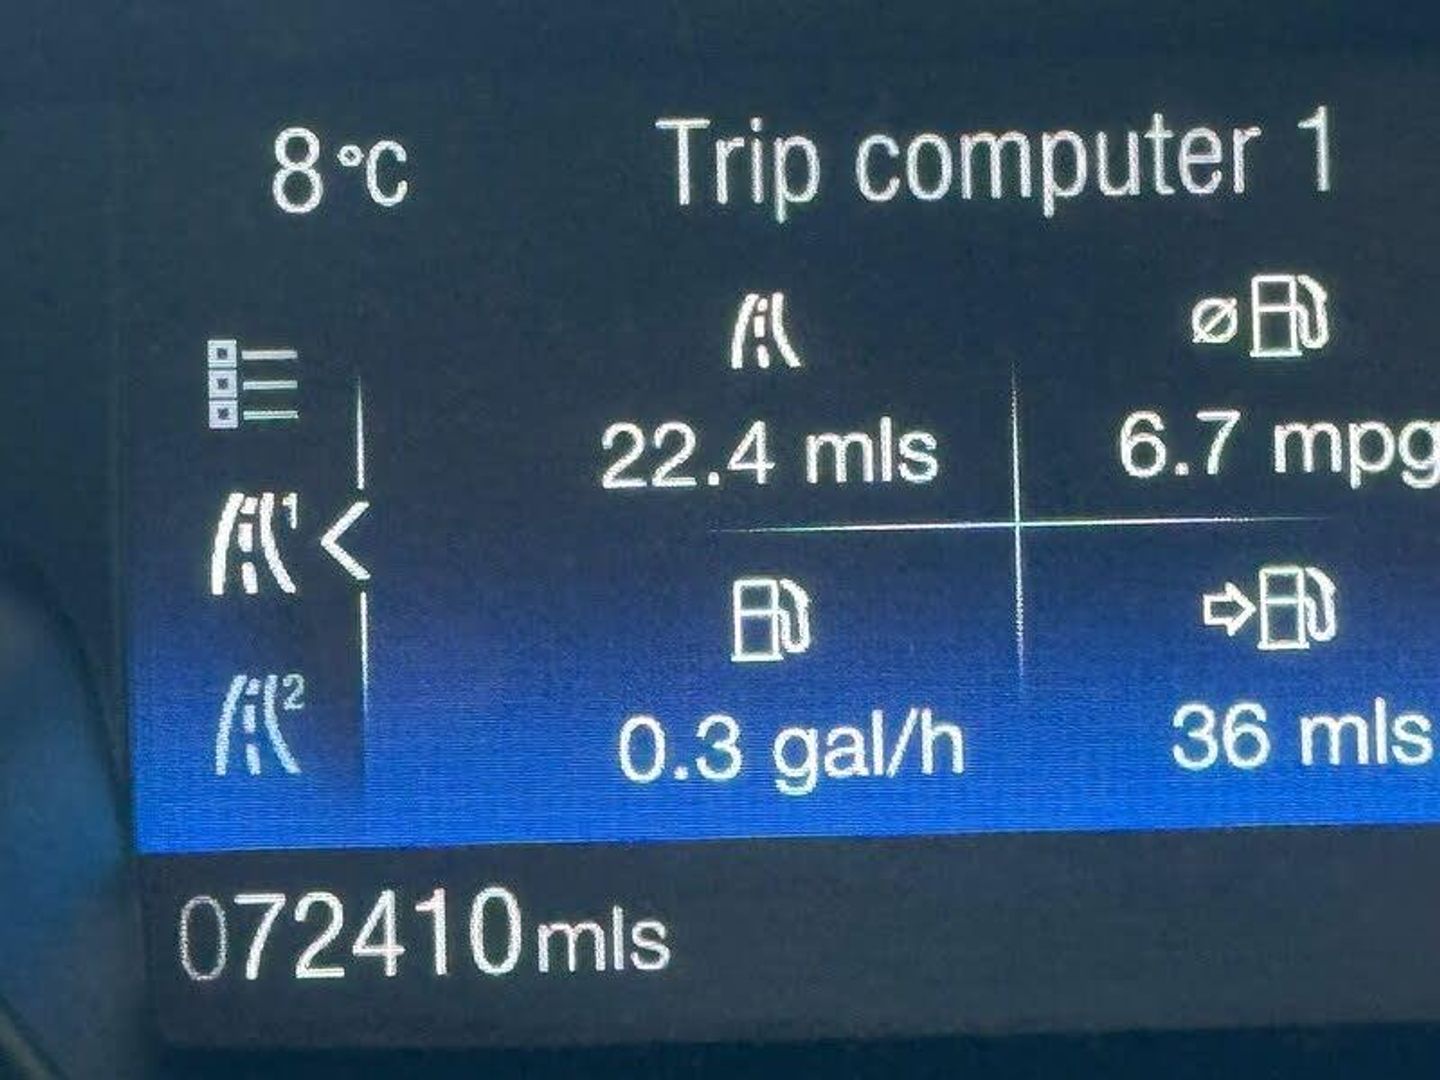 8°C
Trip computer 1
22.4 mls
ø
6.7 mpg
1
2
0.3 gal/h
36 mls
072410mls